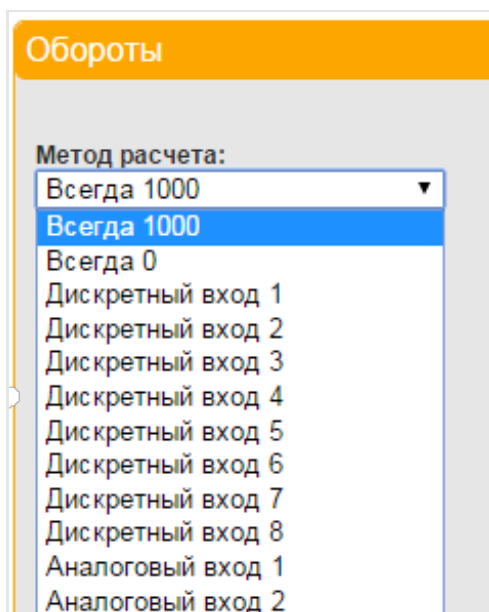 Обороты
Метод расчета:
Всегда 1000
Всегда 1000
Всегда 0
Дискретный вход 1
Дискретный вход 2
Дискретный вход 3
Дискретный вход 4
Дискретный вход 5
Дискретный вход 6
Дискретный вход 7
Дискретный вход 8
Аналоговый вход 1
Аналоговый вход 2